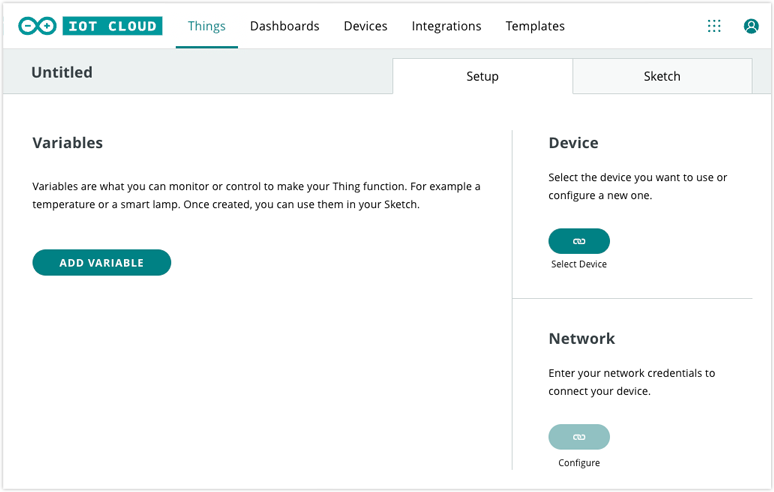 IOT CLOUD Things Dashboards Devices Integrations Templates
Untitled Setup Sketch
Variables
Variables are what you can monitor or control to make your Thing function. For example a
temperature or a smart lamp. Once created, you can use them in your Sketch.
ADD VARIABLE
Device
Select the device you want to use or
configure a new one.
Select Device
Network
Enter your network credentials to
connect your device.
Configure